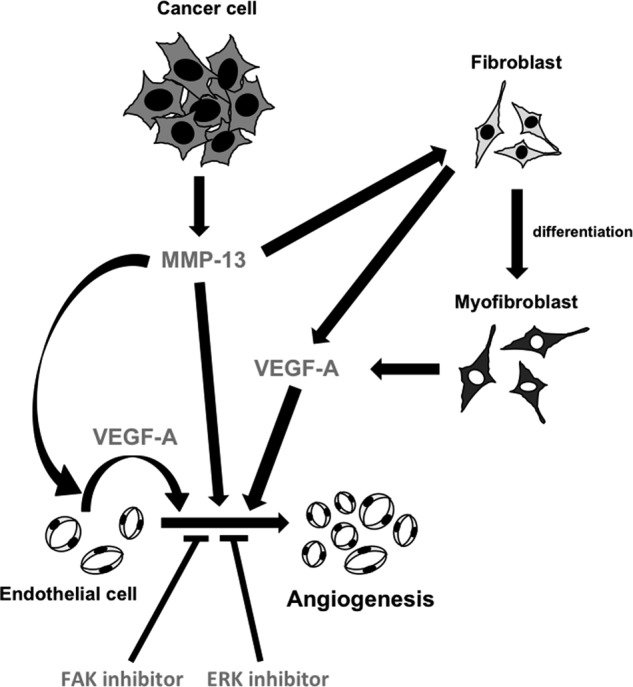 Cancer cell
Fibroblast
differentiation
MMP-13
Myofibroblast
VEGF-A
VEGF-A
Endothelial cell
Angiogenesis
FAK inhibitor
ERK inhibitor